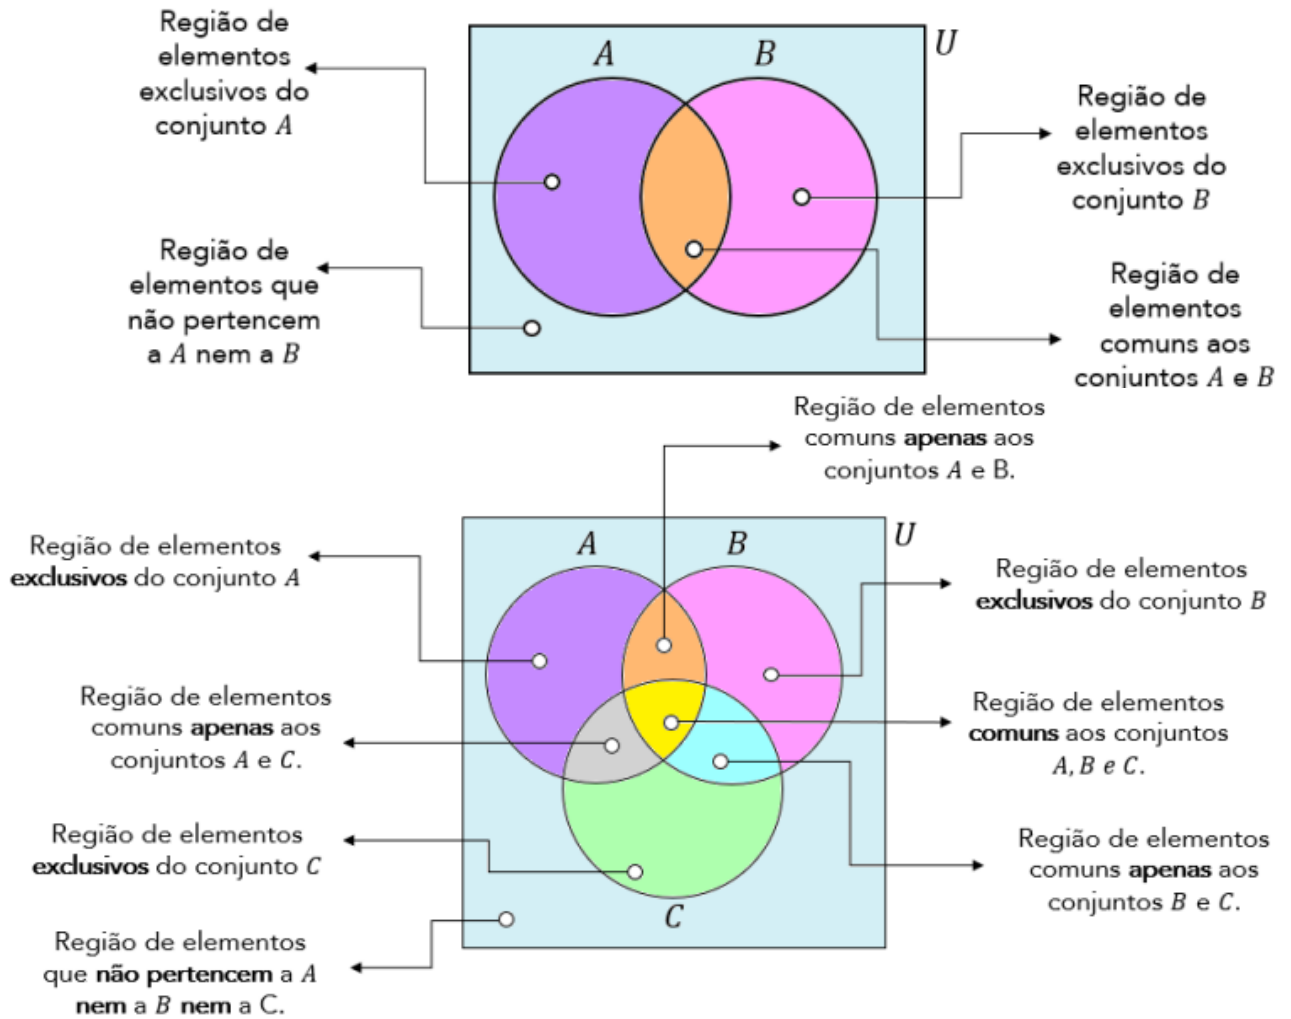 Região de
elementos
exclusivos do
conjunto A
A
B
U
Região de
elementos
exclusivos do
conjunto B
Região de
elementos que
não pertencem
a A nem a B
Região de
elementos
comuns aos
conjuntos A e B
Região de elementos
comuns apenas aos
conjuntos A e B.
A
B
U
Região de elementos
exclusivos do conjunto A
Região de elementos
exclusivos do conjunto B
Região de elementos
comuns apenas aos
conjuntos A e C.
Região de elementos
comuns aos conjuntos
A, B e C.
Região de elementos
exclusivos do conjunto C
Região de elementos
comuns apenas aos
conjuntos B e C.
C
Região de elementos
que não pertencem a A
nem a B nem a C.